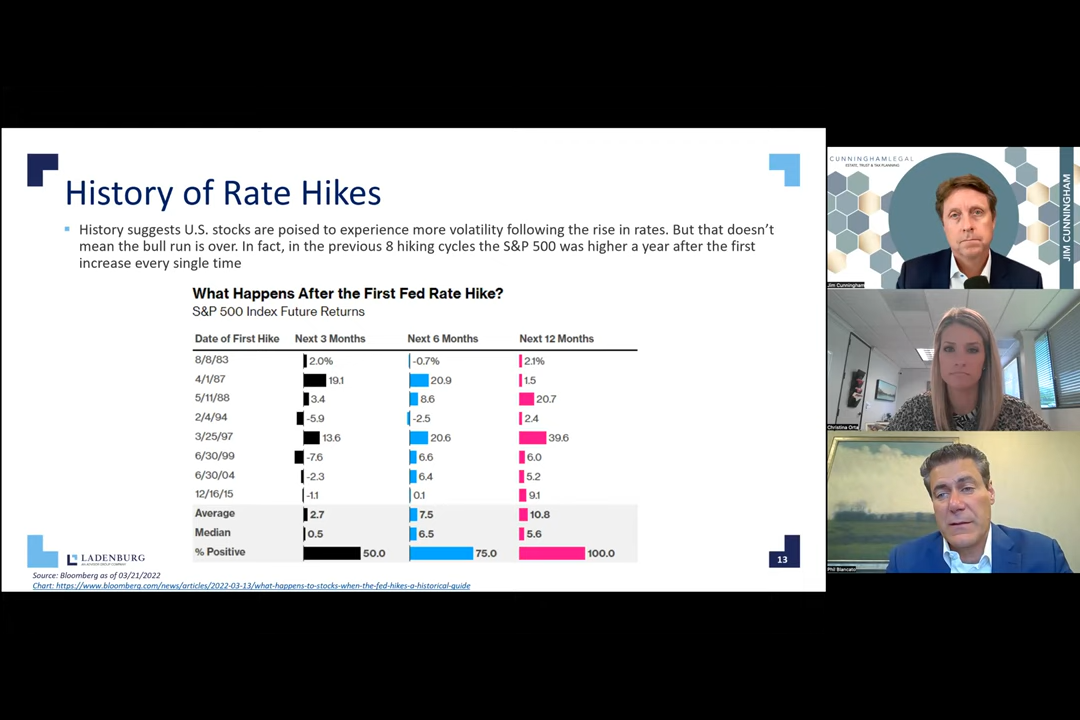 History of Rate Hikes
History suggests U.S. stocks are poised to experience more volatility following the rise in rates. But that doesn't
mean the bull run is over. In fact, in the previous 8 hiking cycles the S&P 500 was higher a year after the first
increase every single time
What Happens After the First Fed Rate Hike?
S&P 500 Index Future Returns
Date of First Hike Next 3 Months Next 6 Months Next 12 Months
8/8/83 2.0% -0.7% 2.1%
4/1/87 19.1 20.9 1.5
5/11/88 3.4 8.6 20.7
2/4/94 -5.9 -2.5 2.4
3/25/97 13.6 20.6 39.6
6/30/99 -7.6 6.6 6.0
6/30/04 -2.3 6.4 5.2
12/16/15 -1.1 0.1 9.1
Average 2.7 7.5 10.8
Median 0.5 6.5 5.6
% Positive 50.0 75.0 100.0
LADENBURG
13
Source: Bloomberg as of 03/21/2022
Chart: https://www.bloomberg.com/news/articles/2022-03-13/what-happens-to-stocks-when-the-fed-hikes-a-historical-guide
CUNNINGHAMLEGAL
ESTATE, TRUST & TAX PLANNING
JIM CUNNINGHAM
Jim Cunningham
Christina Orta
Phil Blancato